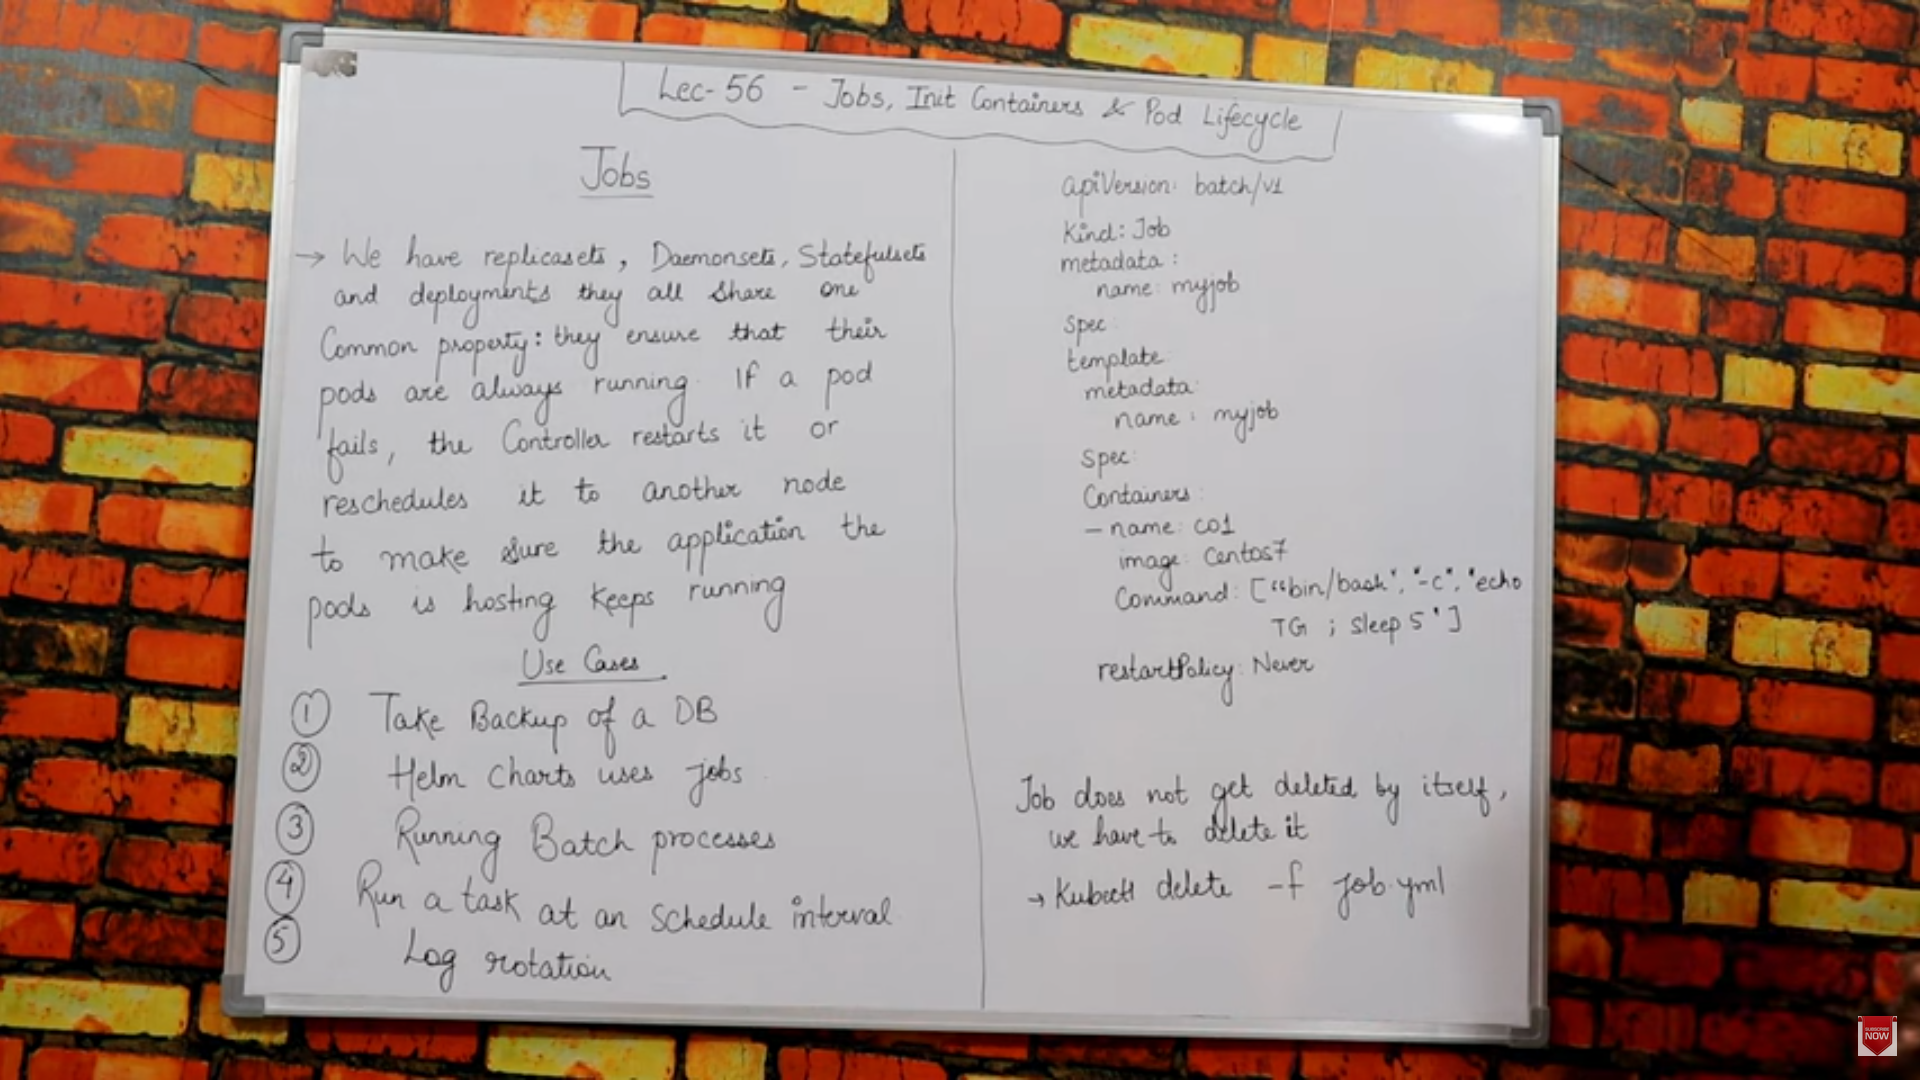 Lec-56 - Jobs, Init Containers & Pod Lifecycle
Jobs
→ We have replicasets, Daemonsets, Statefulsets
and deployments they all share one
Common property: they ensure that their
pods are always running. If a pod
fails, the Controller restarts it or
reschedules it to another node
to make sure the application the
pods is hosting keeps running
Use Cases
① Take Backup of a DB
② Helm Charts uses jobs
③ Running Batch processes
④ Run a task at an schedule interval
⑤ Log rotation
apiVersion: batch/v1
Kind: Job
metadata:
name: myjob
spec:
template:
metadata:
name: myjob
spec:
Containers:
- name: c01
image: Centos7
Command: ["bin/bash", "-c", "echo
TG ; sleep 5"]
restartPolicy: Never
Job does not get deleted by itself,
we have to delete it
→ Kubectl delete -f job.yml
SUBSCRIBE
NOW